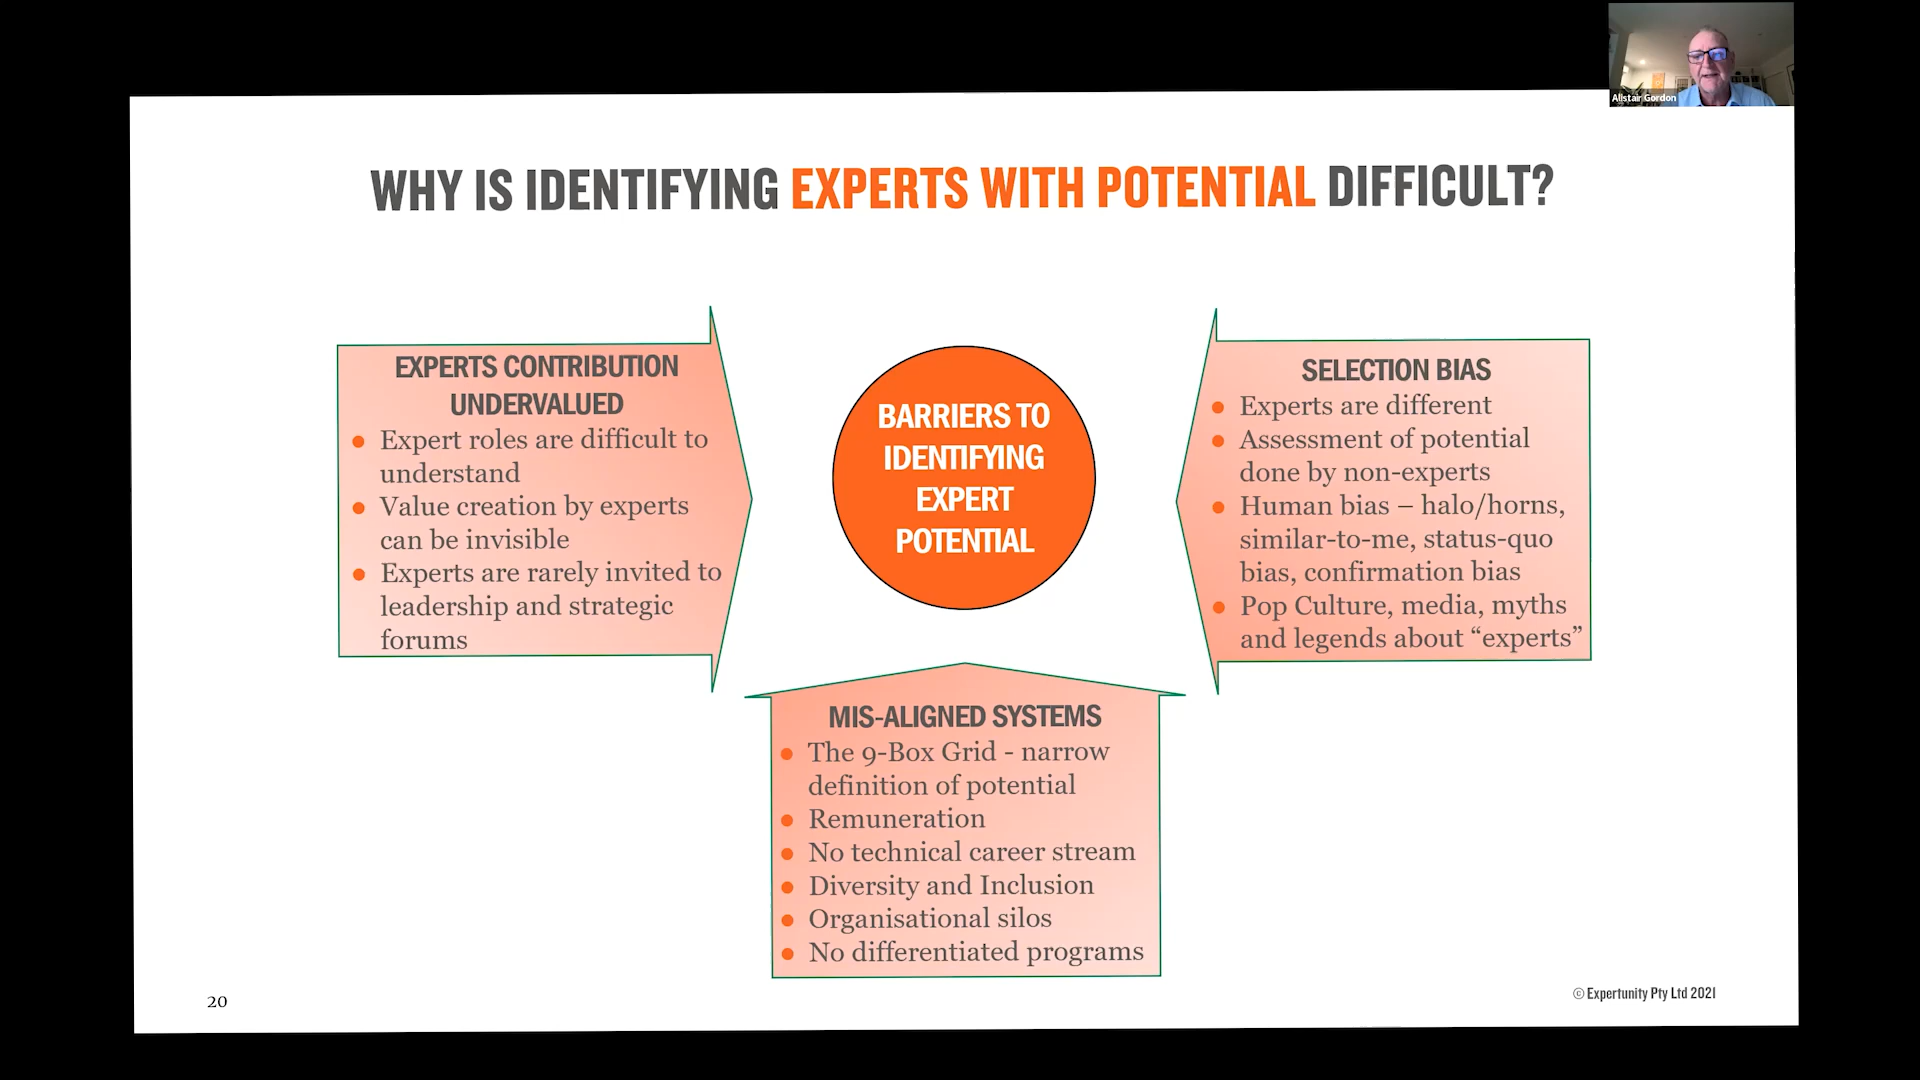 Alistair Gordon
WHY IS IDENTIFYING EXPERTS WITH POTENTIAL DIFFICULT?
EXPERTS CONTRIBUTION
UNDERVALUED
● Expert roles are difficult to
understand
● Value creation by experts
can be invisible
● Experts are rarely invited to
leadership and strategic
forums
BARRIERS TO
IDENTIFYING
EXPERT
POTENTIAL
SELECTION BIAS
● Experts are different
● Assessment of potential
done by non-experts
● Human bias – halo/horns,
similar-to-me, status-quo
bias, confirmation bias
● Pop Culture, media, myths
and legends about “experts”
MIS-ALIGNED SYSTEMS
● The 9-Box Grid - narrow
definition of potential
● Remuneration
● No technical career stream
● Diversity and Inclusion
● Organisational silos
● No differentiated programs
20
© Expertunity Pty Ltd 2021